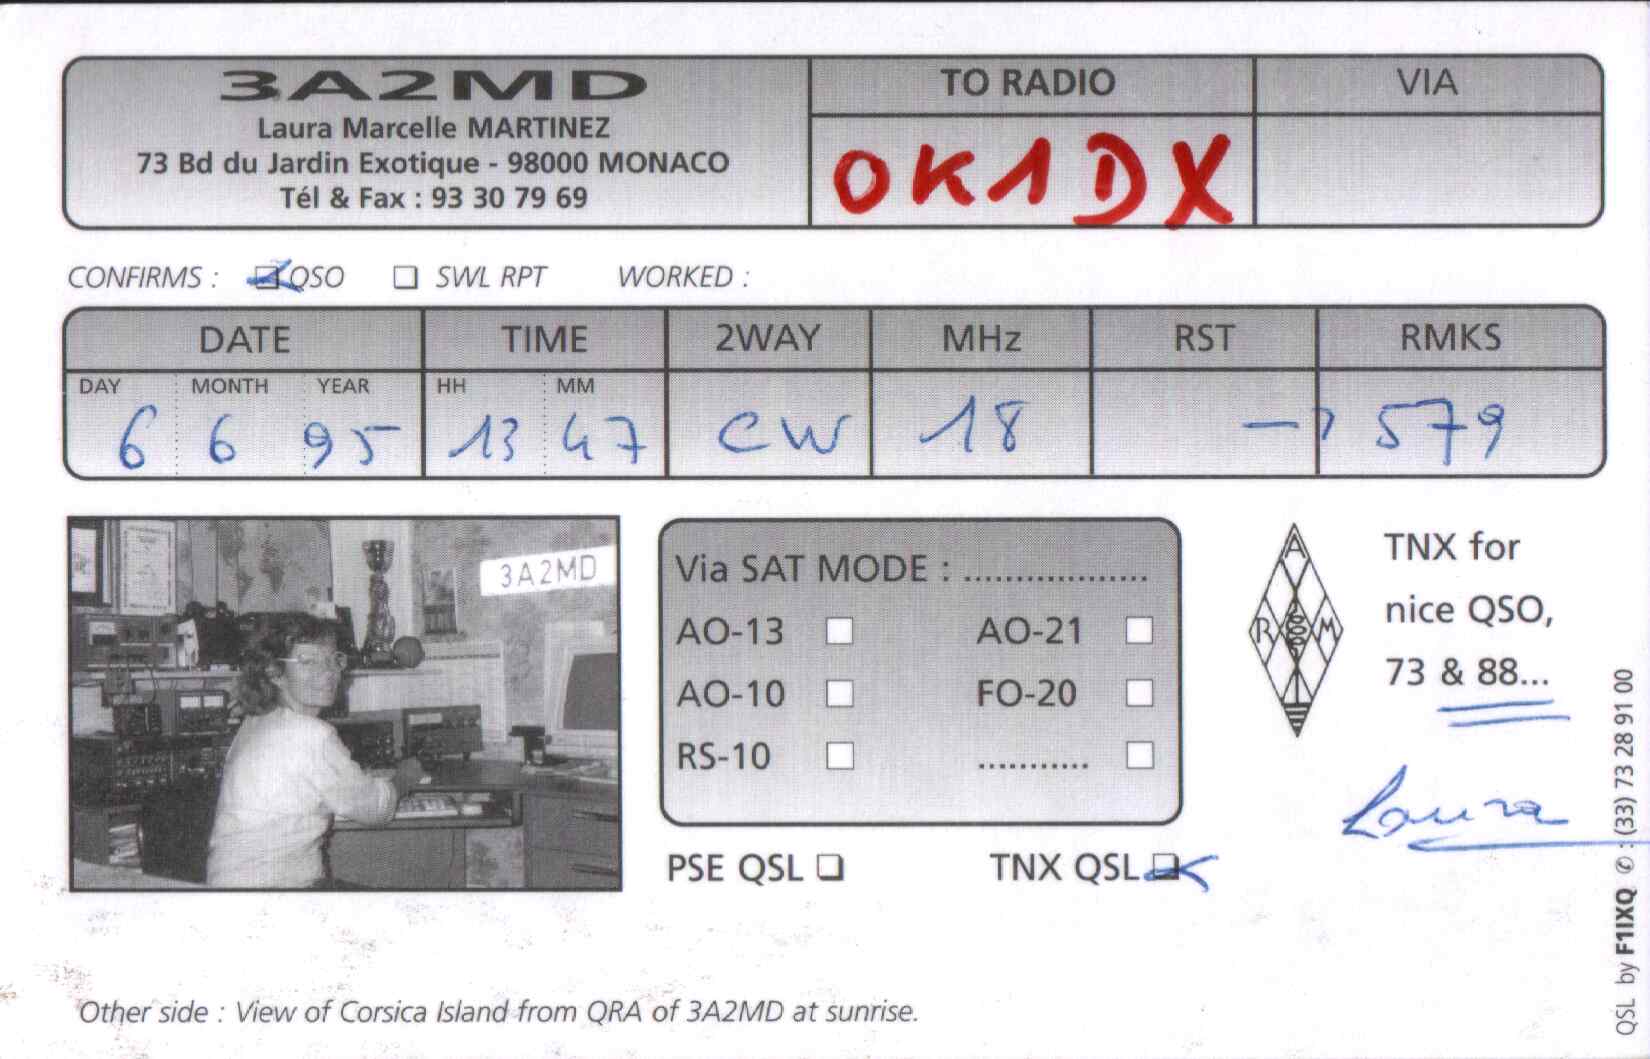 3A2MD
Laura Marcelle MARTINEZ
73 Bd du Jardin Exotique - 98000 MONACO
Tél & Fax : 93 30 79 69
TO RADIO
VIA
OK1DX
CONFIRMS : QSO SWL RPT WORKED :
DATE TIME 2WAY MHz RST RMKS
DAY MONTH YEAR HH MM
6 6 95 13 47 CW 18 → 579
3A2MD
Via SAT MODE : ..................
AO-13 AO-21
AO-10 FO-20
RS-10 ...........
PSE QSL TNX QSL
A
R M
TNX for
nice QSO,
73 & 88...
Laura
QSL by F1IXQ ✆ : (33) 73 28 91 00
Other side : View of Corsica Island from QRA of 3A2MD at sunrise.